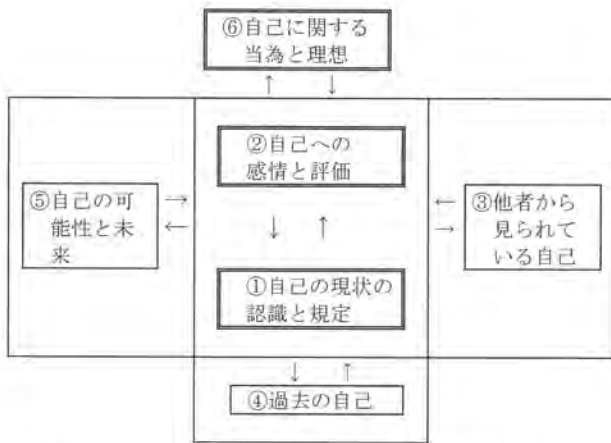 ⑥自己に関する
当為と理想
↑ ↓
②自己への
感情と評価
⑤自己の可
能性と未
来
→
←
↓ ↑
←
→
③他者から
見られて
いる自己
①自己の現状の
認識と規定
↓ ↑
④過去の自己